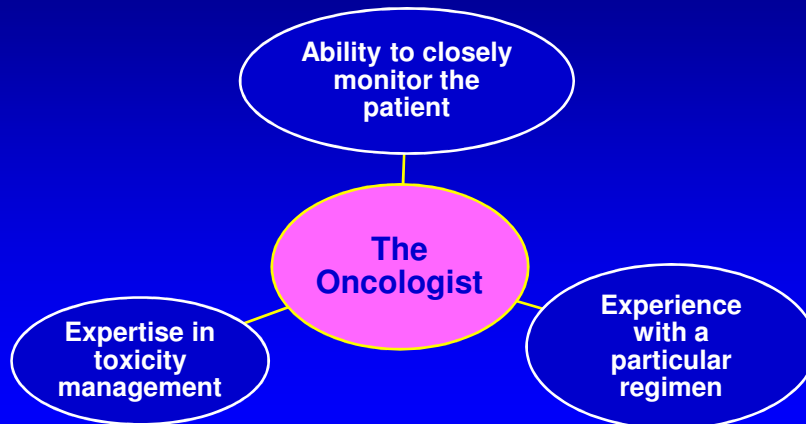 Ability to closely
monitor the
patient
The
Oncologist
Expertise in
toxicity
management
Experience
with a
particular
regimen